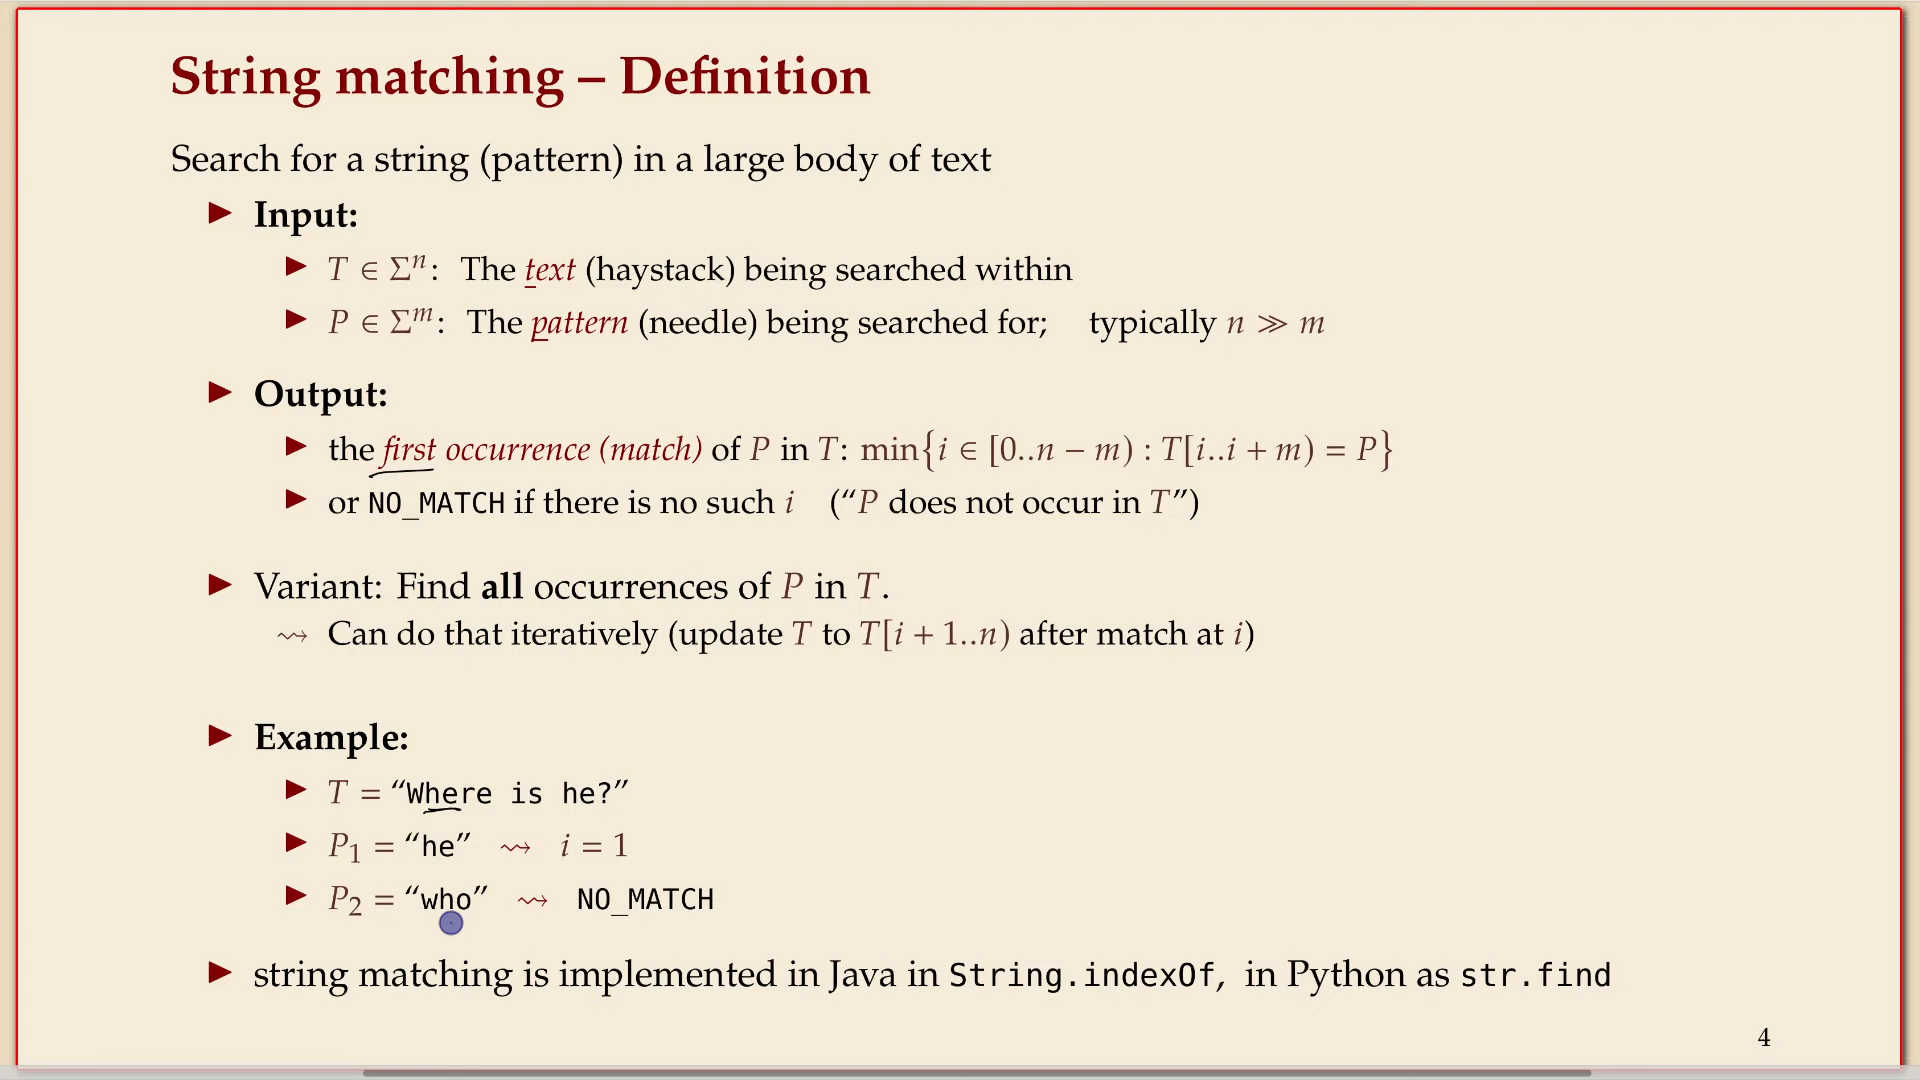 String matching – Definition
Search for a string (pattern) in a large body of text
▶ Input:
▶ T ∈ Σⁿ: The text (haystack) being searched within
▶ P ∈ Σᵐ: The pattern (needle) being searched for; typically n ≫ m
▶ Output:
▶ the first occurrence (match) of P in T: min{i ∈ [0..n − m) : T[i..i + m) = P}
▶ or NO_MATCH if there is no such i (“P does not occur in T”)
▶ Variant: Find all occurrences of P in T.
⇝ Can do that iteratively (update T to T[i + 1..n) after match at i)
▶ Example:
▶ T = “Where is he?”
▶ P₁ = “he” ⇝ i = 1
▶ P₂ = “who” ⇝ NO_MATCH
▶ string matching is implemented in Java in String.indexOf, in Python as str.find
4